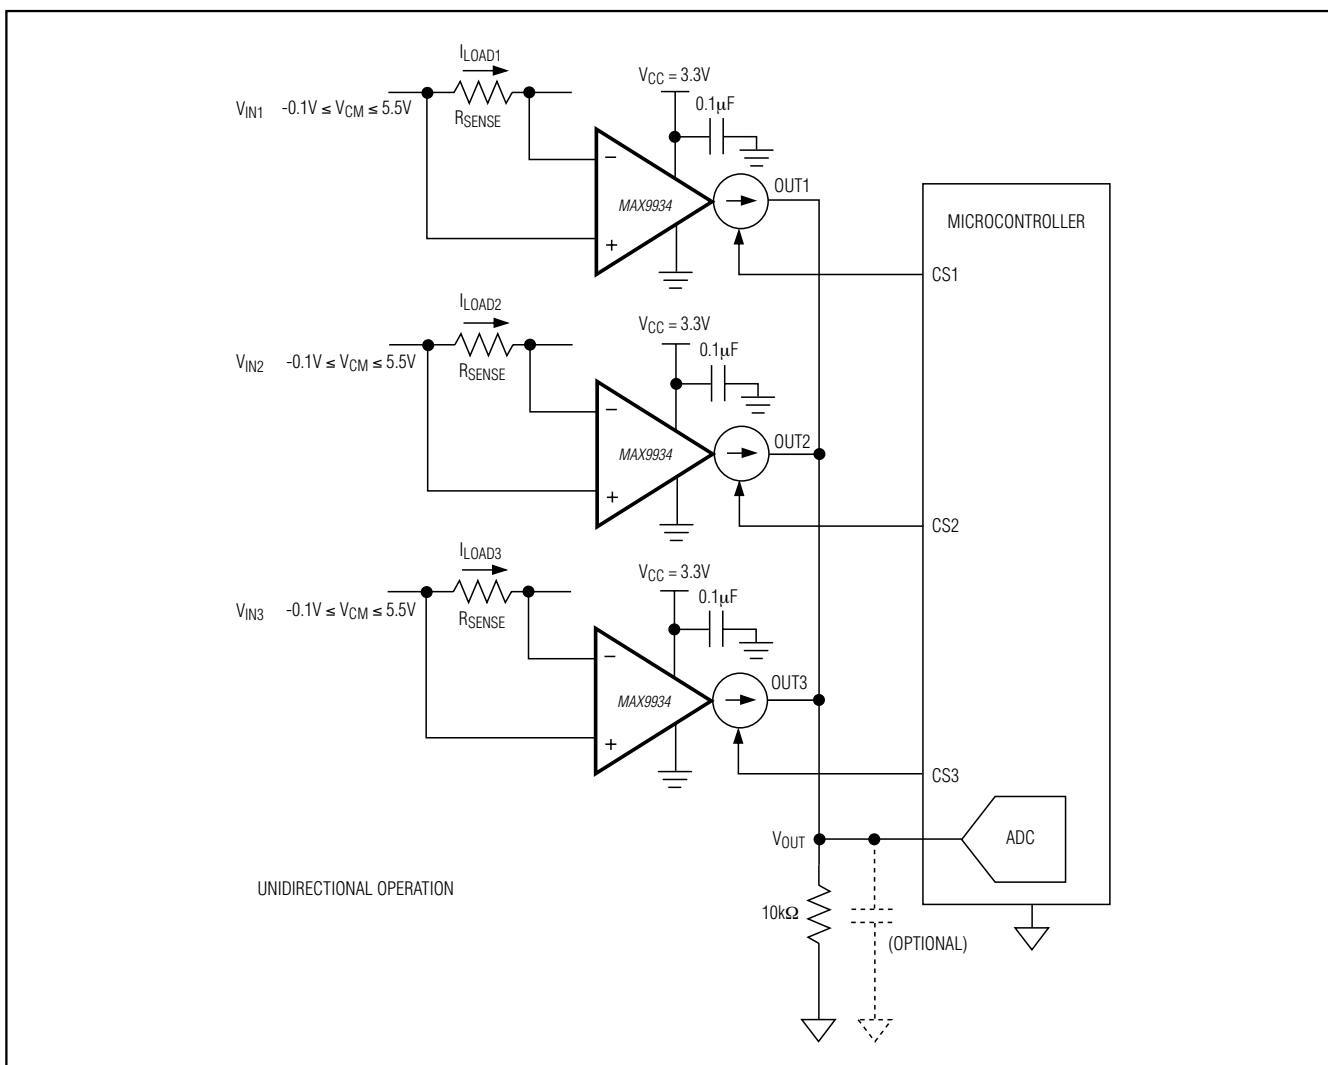 ILOAD1
VCC = 3.3V
0.1µF
VIN1 -0.1V ≤ VCM ≤ 5.5V
RSENSE
−
MAX9934
+
OUT1
MICROCONTROLLER
CS1
ILOAD2
VCC = 3.3V
0.1µF
VIN2 -0.1V ≤ VCM ≤ 5.5V
RSENSE
−
MAX9934
+
OUT2
CS2
ILOAD3
VCC = 3.3V
0.1µF
VIN3 -0.1V ≤ VCM ≤ 5.5V
RSENSE
−
MAX9934
+
OUT3
CS3
VOUT
ADC
UNIDIRECTIONAL OPERATION
10kΩ
(OPTIONAL)